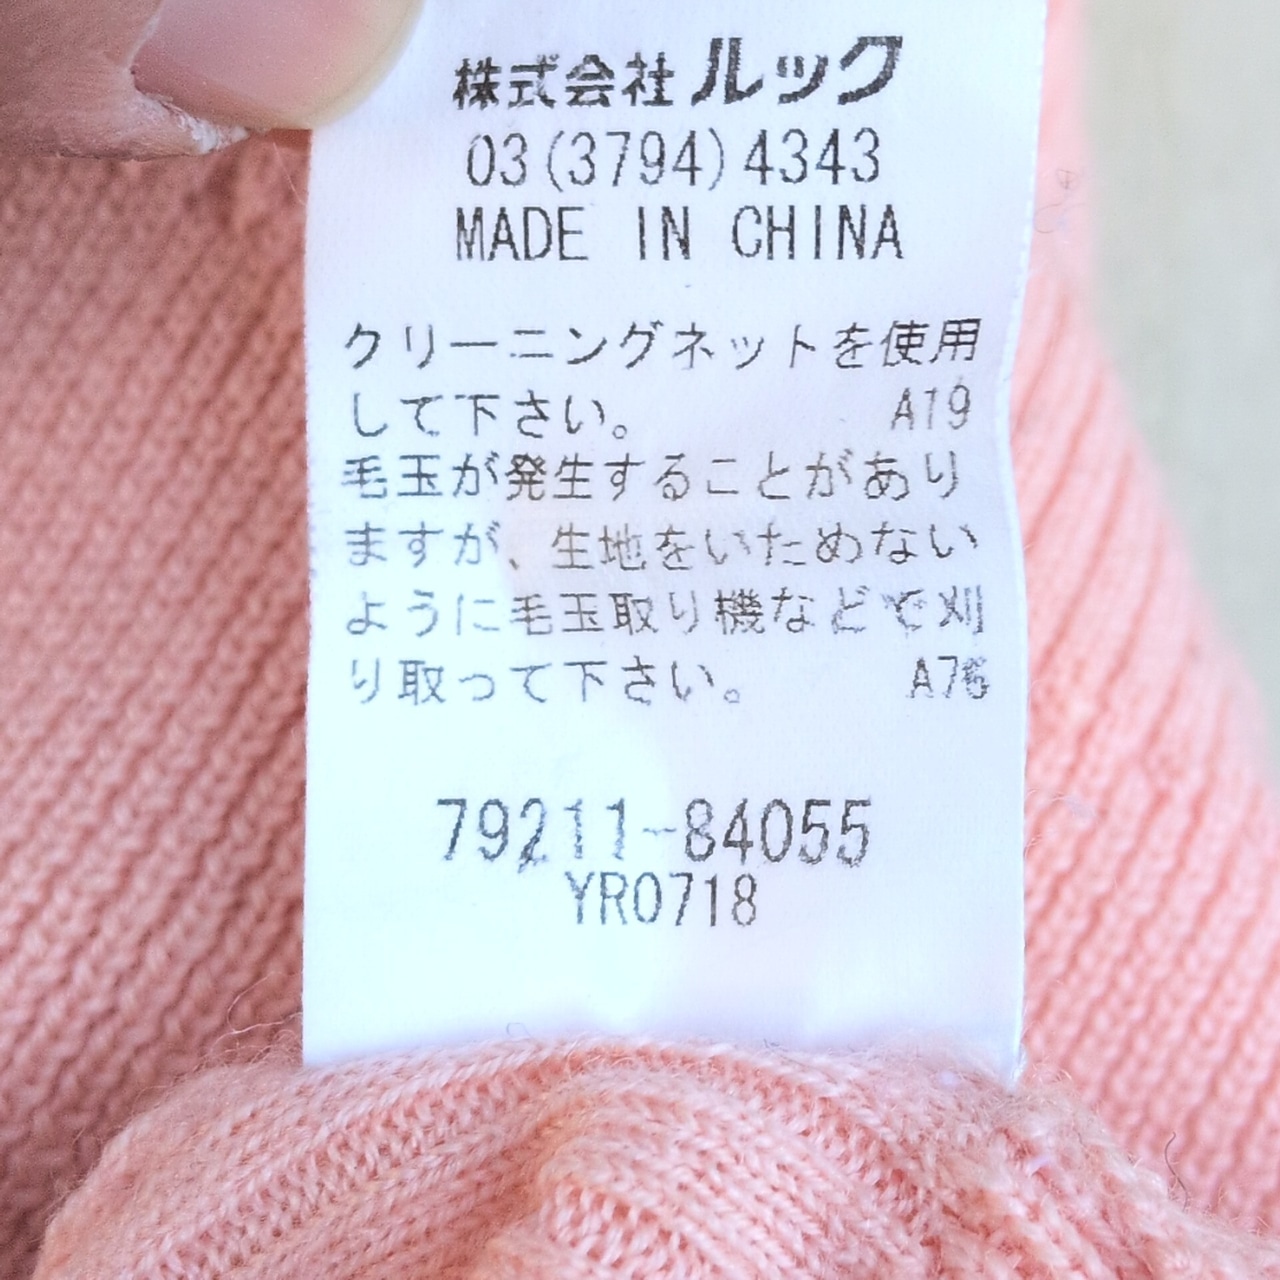 株式会社ルック
03(3794)4343
MADE IN CHINA
クリーニングネットを使用
して下さい。 A19
毛玉が発生することがあり
ますが、生地をいためない
ように毛玉取り機などで刈
り取って下さい。 A76
79211-84055
YR0718